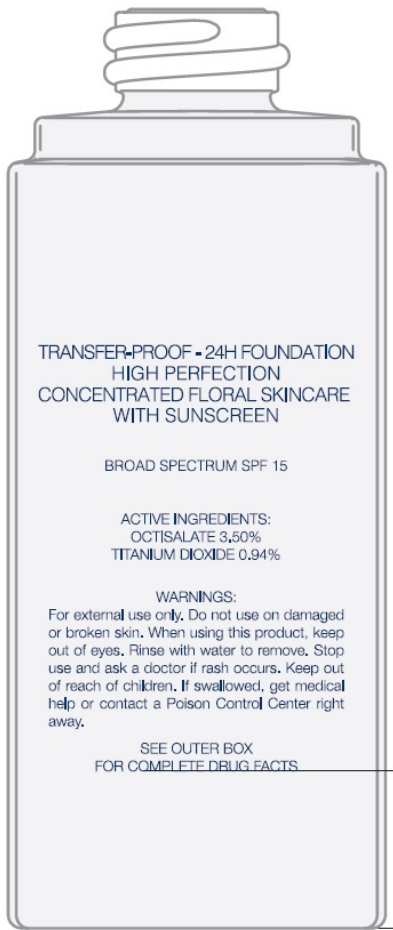 TRANSFER-PROOF - 24H FOUNDATION
HIGH PERFECTION
CONCENTRATED FLORAL SKINCARE
WITH SUNSCREEN
BROAD SPECTRUM SPF 15
ACTIVE INGREDIENTS:
OCTISALATE 3.50%
TITANIUM DIOXIDE 0.94%
WARNINGS:
For external use only. Do not use on damaged
or broken skin. When using this product, keep
out of eyes. Rinse with water to remove. Stop
use and ask a doctor if rash occurs. Keep out
of reach of children. If swallowed, get medical
help or contact a Poison Control Center right
away.
SEE OUTER BOX
FOR COMPLETE DRUG FACTS